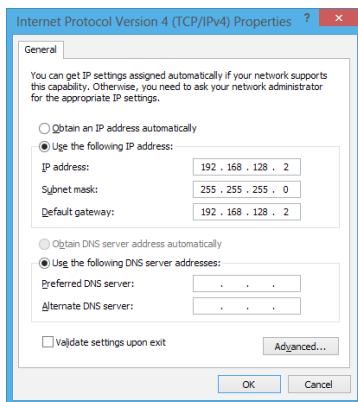 Internet Protocol Version 4 (TCP/IPv4) Properties ? ×
General
You can get IP settings assigned automatically if your network supports
this capability. Otherwise, you need to ask your network administrator
for the appropriate IP settings.
Obtain an IP address automatically
Use the following IP address:
IP address: 192 . 168 . 128 . 2
Subnet mask: 255 . 255 . 255 . 0
Default gateway: 192 . 168 . 128 . 2
Obtain DNS server address automatically
Use the following DNS server addresses:
Preferred DNS server: . . .
Alternate DNS server: . . .
Validate settings upon exit
Advanced...
OK Cancel